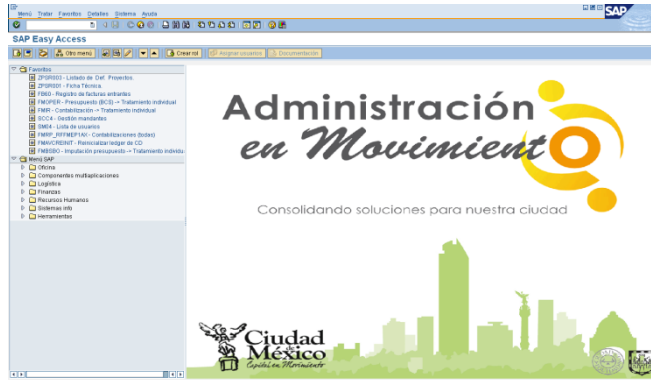 Menú Tratar Favoritos Detalles Sistema Ayuda
SAP
SAP Easy Access
Otro menú
Crear rol
Asignar usuarios
Documentación
Favoritos
ZPSR003 - Listado de Def. Proyectos.
ZPSR001 - Ficha Técnica.
FB60 - Registro de facturas entrantes
FMOPER - Presupuesto (BCS) -> Tratamiento individual
FMIR - Contabilización -> Tratamiento individual
SCC4 - Gestión mandantes
SM04 - Lista de usuarios
FMRP_RFFMEP1AX - Contabilizaciones (todas)
FMAVCREINIT - Reinicializar ledger de CD
FMBSBO - Imputación presupuesto -> Tratamiento individu
Menú SAP
Oficina
Componentes multiaplicaciones
Logística
Finanzas
Recursos Humanos
Sistemas info
Herramientas
Administración
en Movimiento
Consolidando soluciones para nuestra ciudad
Ciudad
de
México
Capital en Movimiento